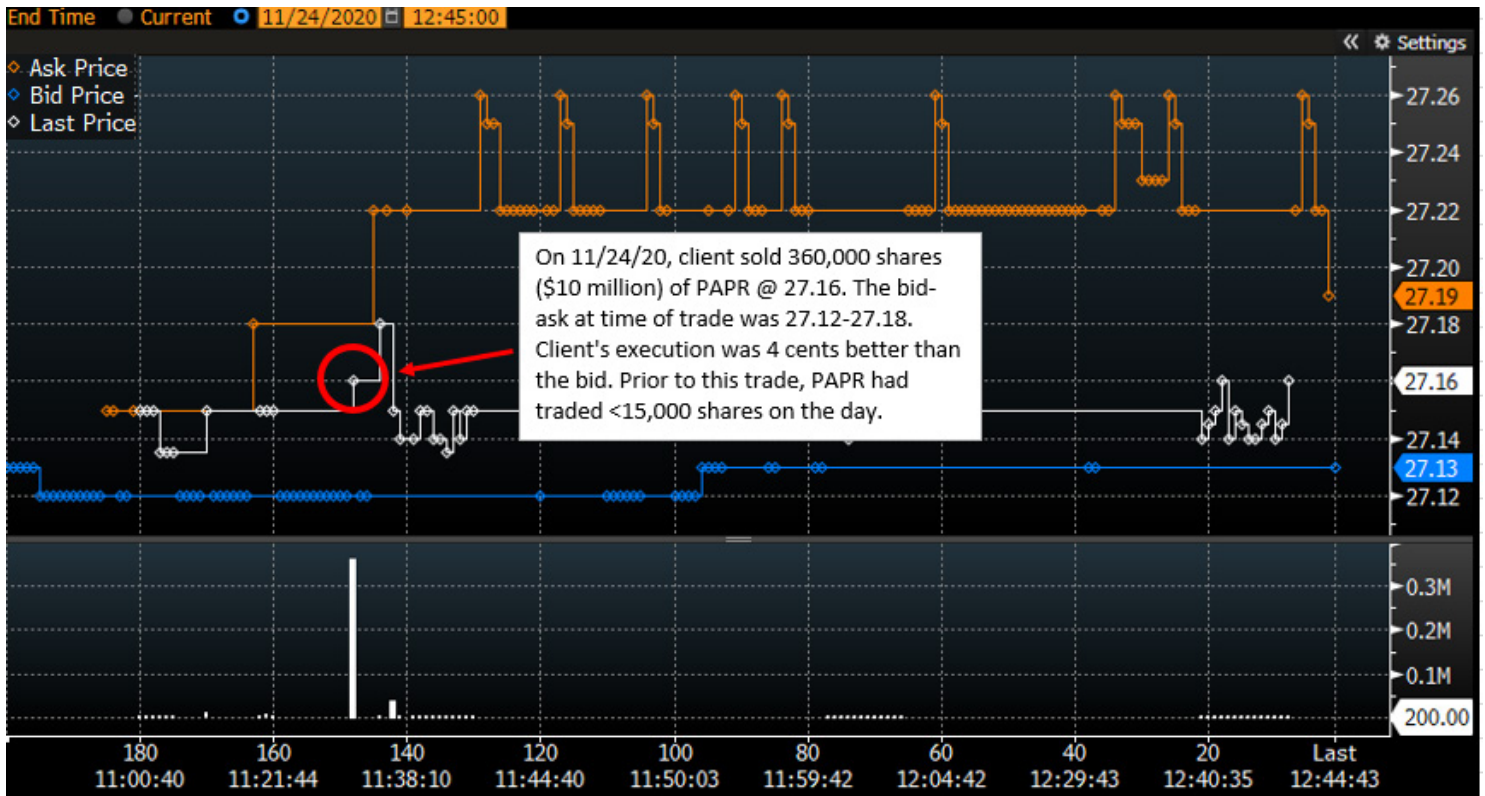 End Time Current 11/24/2020 12:45:00
« Settings
Ask Price
Bid Price
Last Price
27.26
27.24
27.22
27.20
27.19
27.18
27.16
27.14
27.13
27.12
On 11/24/20, client sold 360,000 shares
($10 million) of PAPR @ 27.16. The bid-
ask at time of trade was 27.12-27.18.
Client's execution was 4 cents better than
the bid. Prior to this trade, PAPR had
traded <15,000 shares on the day.
0.3M
0.2M
0.1M
200.00
180 160 140 120 100 80 60 40 20 Last
11:00:40 11:21:44 11:38:10 11:44:40 11:50:03 11:59:42 12:04:42 12:29:43 12:40:35 12:44:43